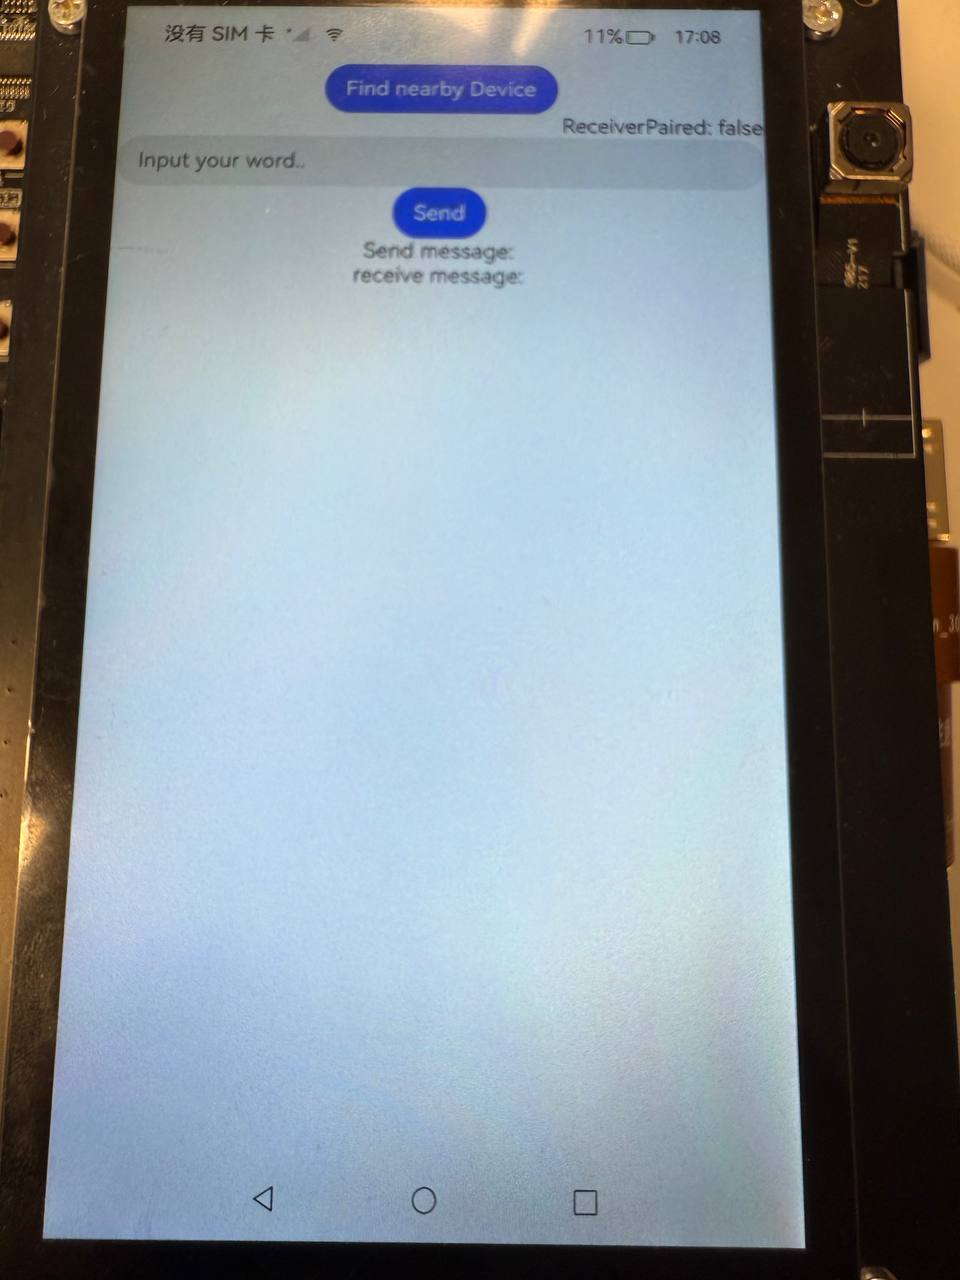 没有 SIM 卡 11% 17:08
Find nearby Device
ReceiverPaired: false
Input your word..
Send
Send message:
receive message: